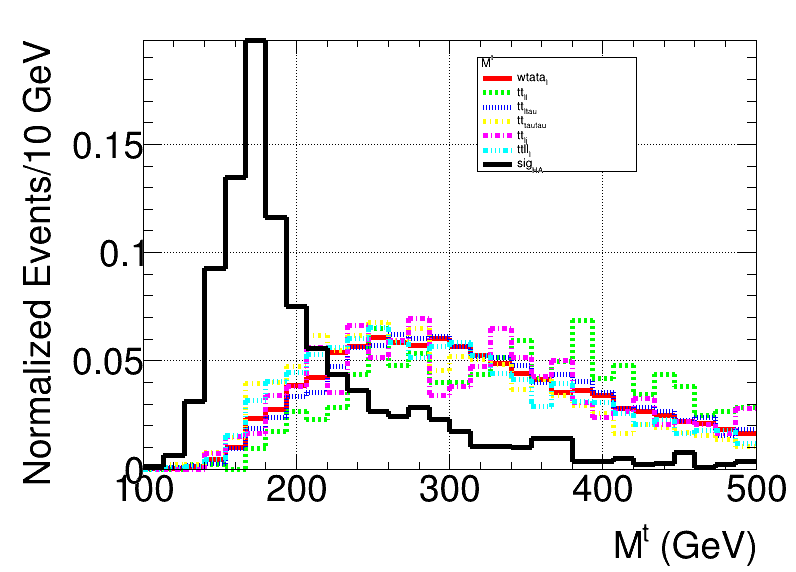 Normalized Events/10 GeV
0.15
0.1
0.05
0
100 200 300 400 500
M^t (GeV)
M^t
wtata_l
tt_ll
tt_ltau
tt_tautau
tt_lj
ttll_l
sig_HA